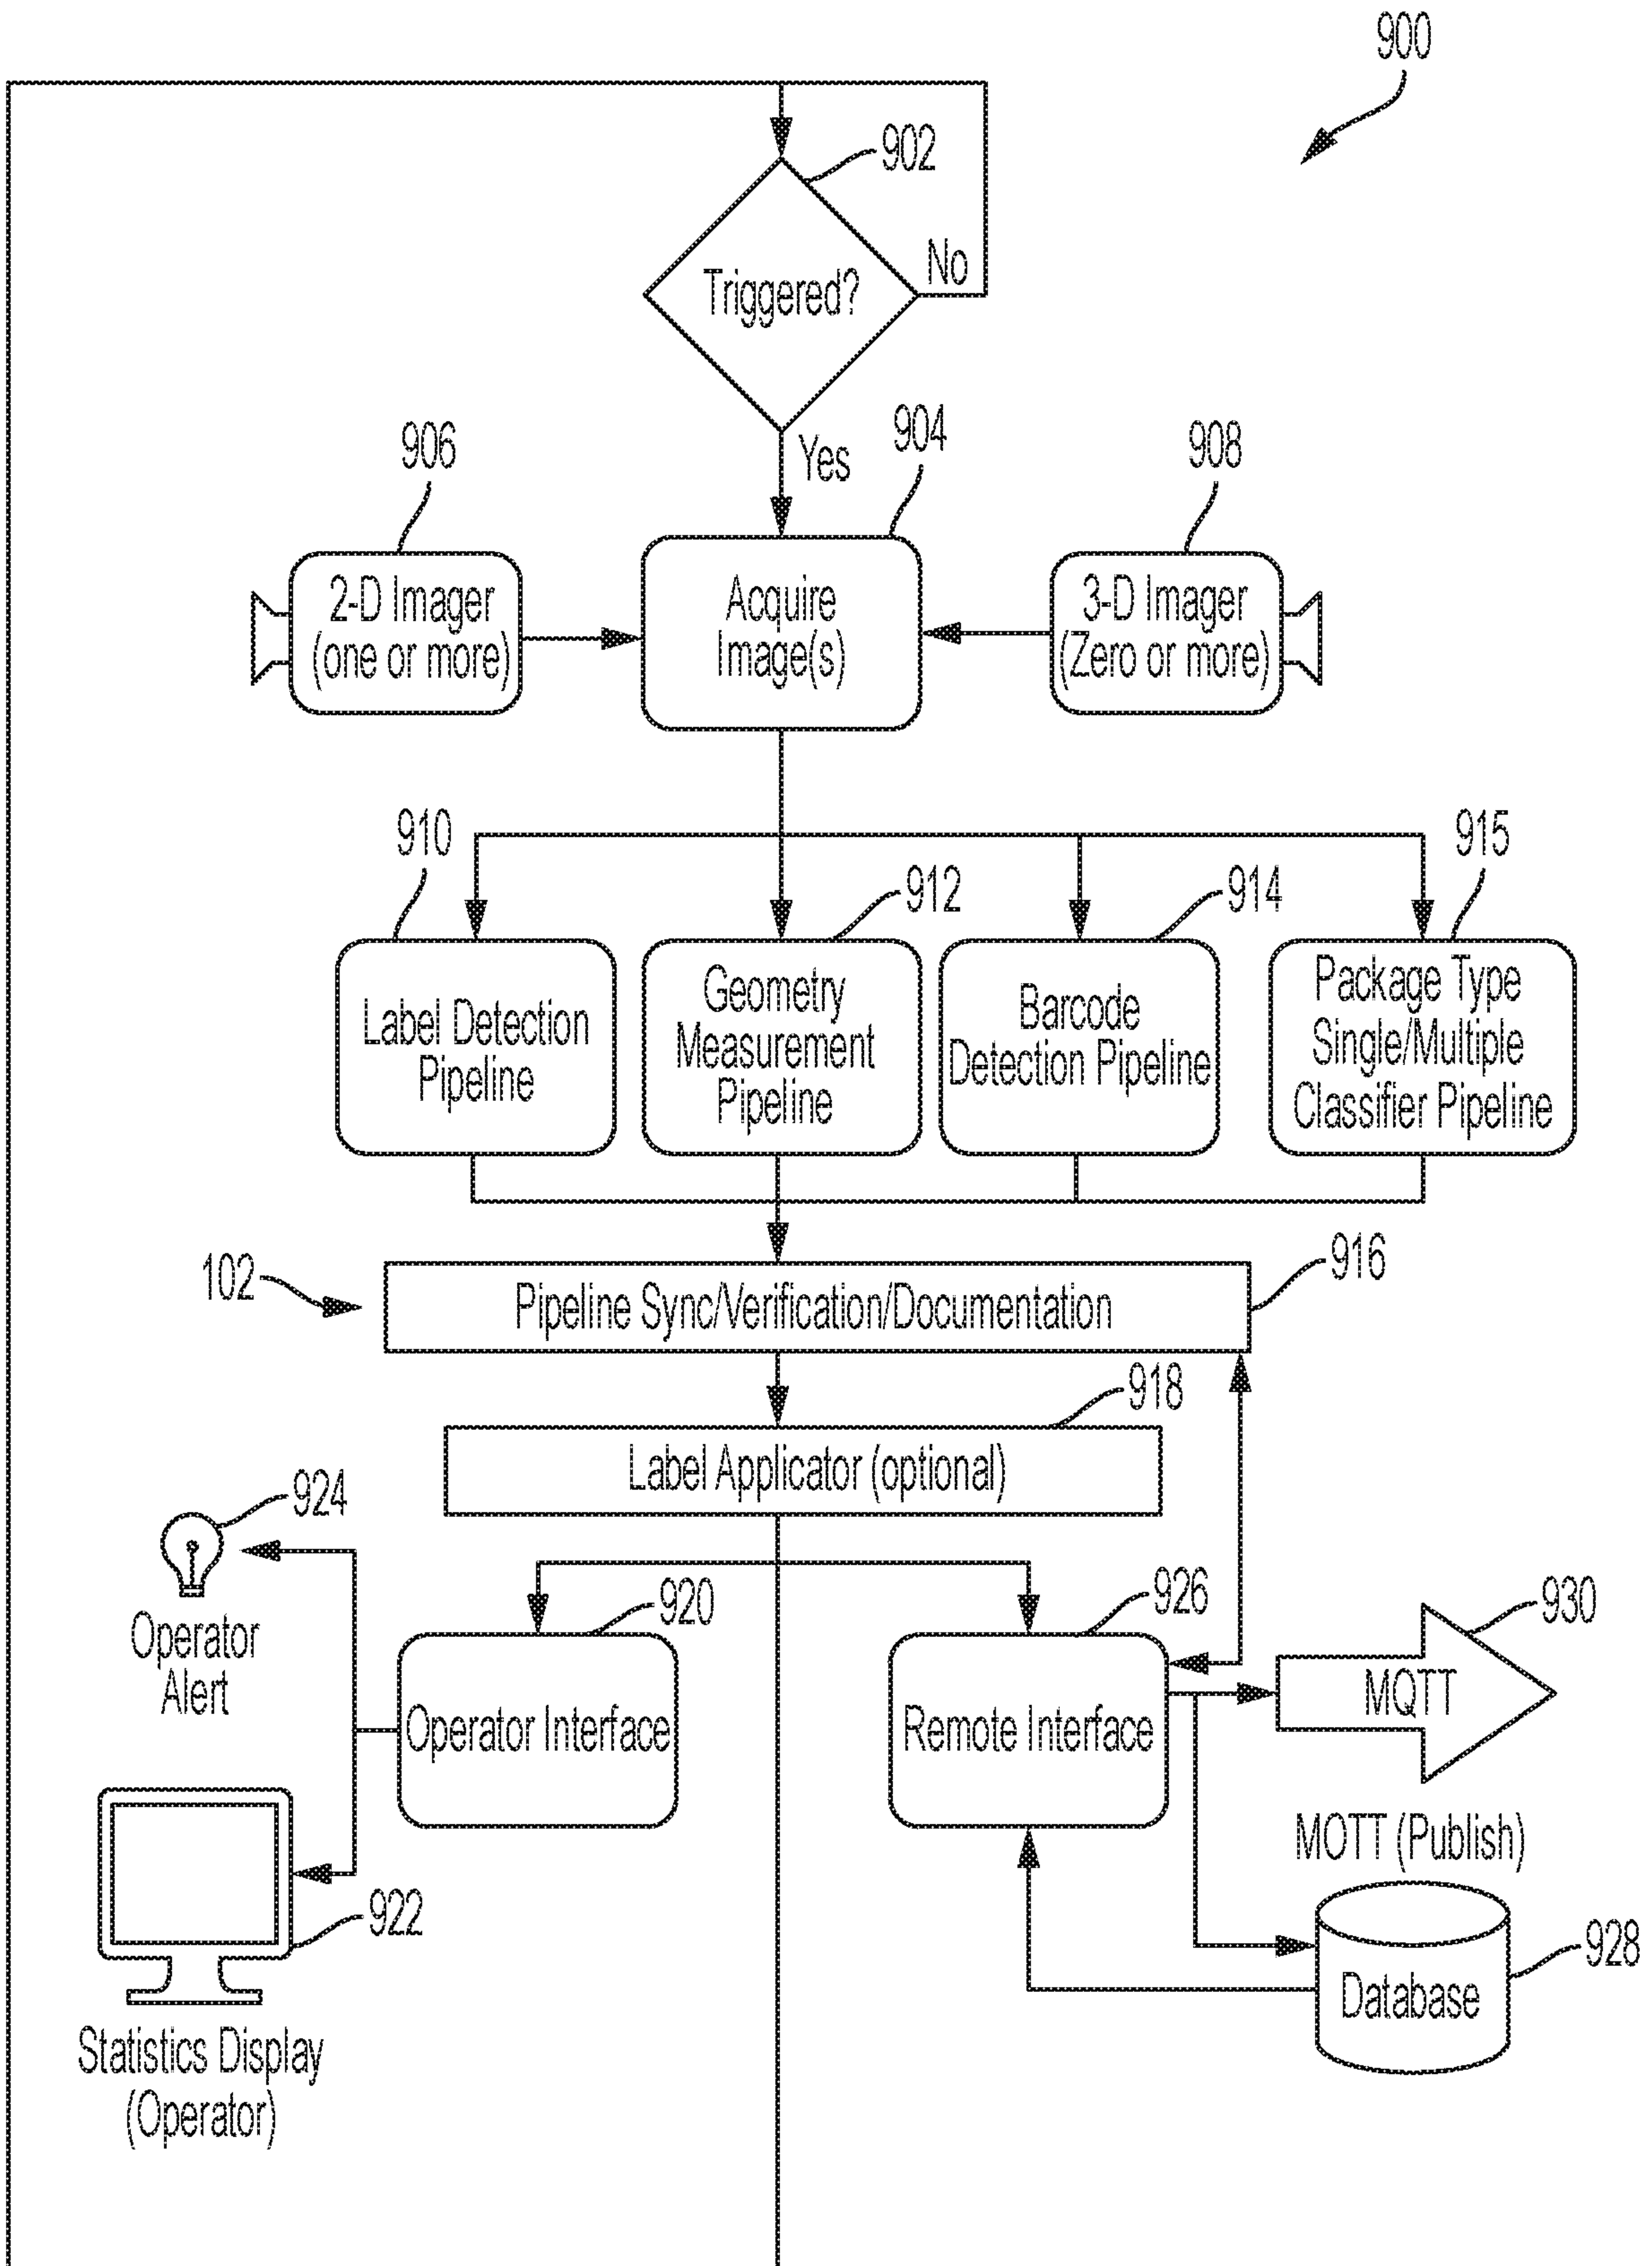 900
902
Triggered?
No
Yes
904
906
908
2-D Imager
(one or more)
Acquire
Image(s)
3-D Imager
(Zero or more)
910
912
914
915
Label Detection
Pipeline
Geometry
Measurement
Pipeline
Barcode
Detection Pipeline
Package Type
Single/Multiple
Classifier Pipeline
102
916
Pipeline Sync/Verification/Documentation
918
Label Applicator (optional)
924
Operator
Alert
920
Operator Interface
926
Remote Interface
930
MQTT
MOTT (Publish)
922
Statistics Display
(Operator)
928
Database